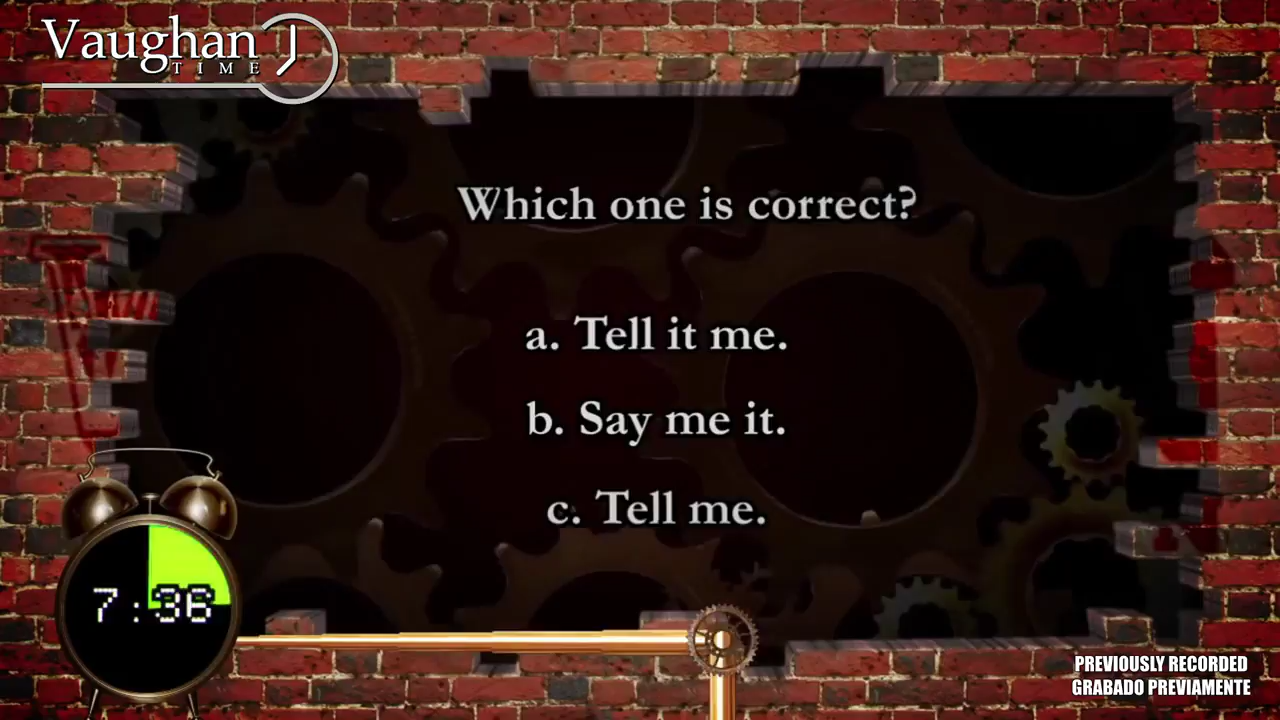 Vaughan
TIME
Which one is correct?
a. Tell it me.
b. Say me it.
c. Tell me.
7:36
PREVIOUSLY RECORDED
GRABADO PREVIAMENTE